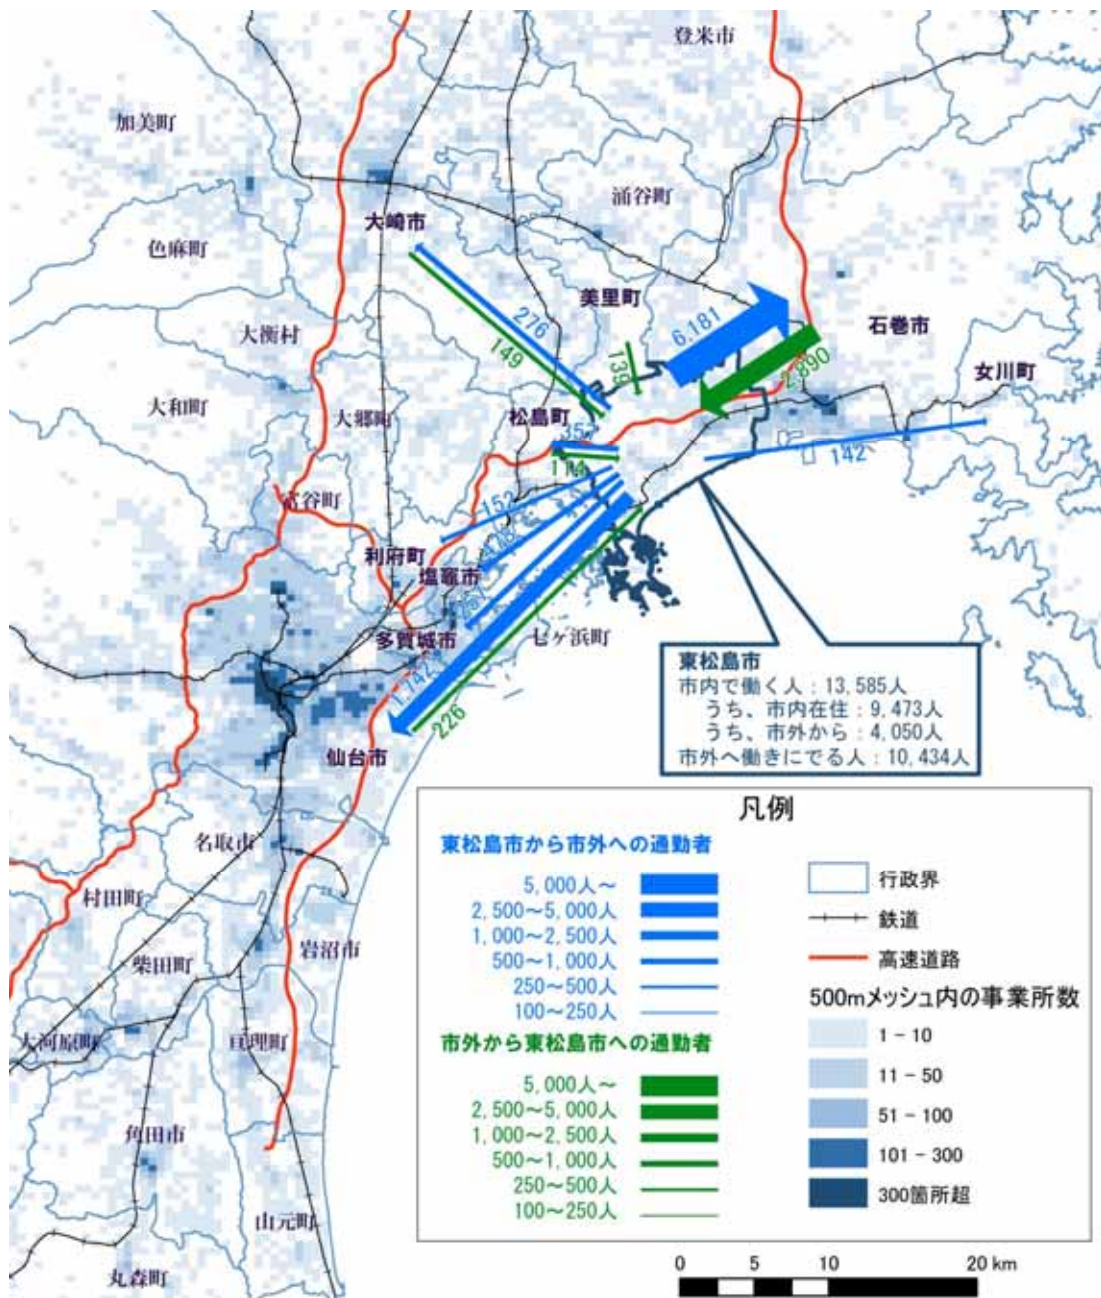 登米市
加美町
涌谷町
大崎市
色麻町
美里町
6,181
石巻市
276
大衡村
149
139
2,890
女川町
大和町
松島町
大郷町
114
142
152
富谷町
利府町
塩竈市
多賀城市
七ヶ浜町
1,742
226
仙台市
東松島市
市内で働く人：13,585人
うち、市内在住：9,473人
うち、市外から：4,050人
市外へ働きにでる人：10,434人
名取市
村田町
岩沼市
柴田町
大河原町
亘理町
角田市
山元町
丸森町
凡例
東松島市から市外への通勤者
5,000人～
2,500～5,000人
1,000～2,500人
500～1,000人
250～500人
100～250人
市外から東松島市への通勤者
5,000人～
2,500～5,000人
1,000～2,500人
500～1,000人
250～500人
100～250人
行政界
鉄道
高速道路
500mメッシュ内の事業所数
1 - 10
11 - 50
51 - 100
101 - 300
300箇所超
0 5 10 20 km